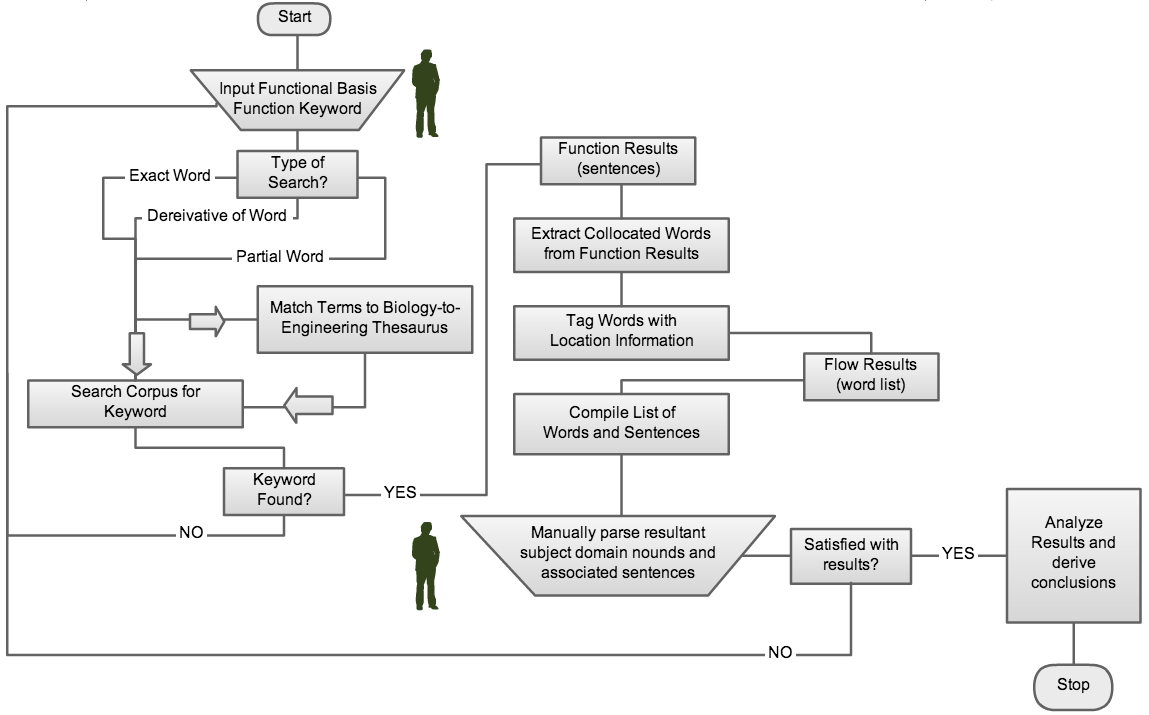 Start
Input Functional Basis
Function Keyword
Type of
Search?
Exact Word
Dereivative of Word
Partial Word
Match Terms to Biology-to-
Engineering Thesaurus
Search Corpus for
Keyword
Keyword
Found?
YES
NO
Function Results
(sentences)
Extract Collocated Words
from Function Results
Tag Words with
Location Information
Flow Results
(word list)
Compile List of
Words and Sentences
Manually parse resultant
subject domain nounds and
associated sentences
Satisfied with
results?
YES
NO
Analyze
Results and
derive
conclusions
Stop